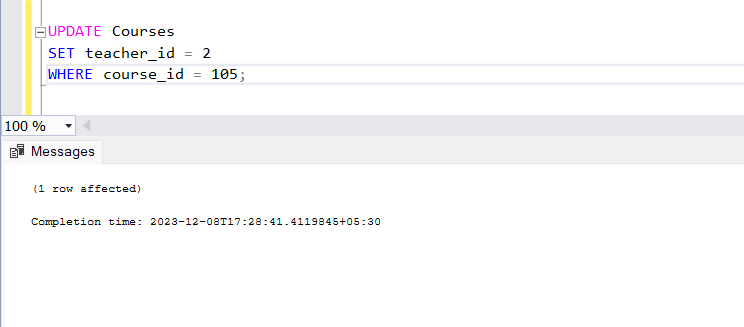 UPDATE Courses
SET teacher_id = 2
WHERE course_id = 105;
100 %
Messages
(1 row affected)
Completion time: 2023-12-08T17:28:41.4119845+05:30